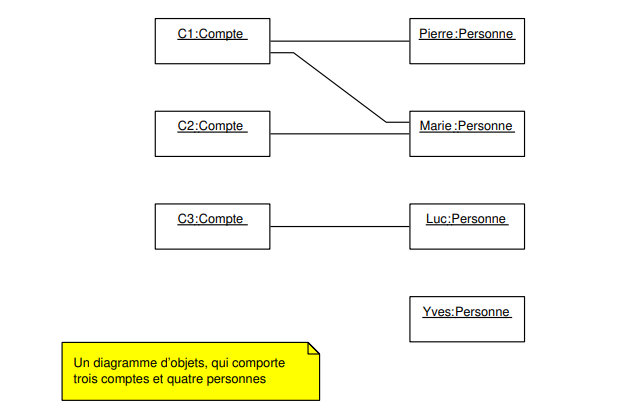 C1:Compte
Pierre:Personne
C2:Compte
Marie:Personne
C3:Compte
Luc:Personne
Yves:Personne
Un diagramme d'objets, qui comporte
trois comptes et quatre personnes